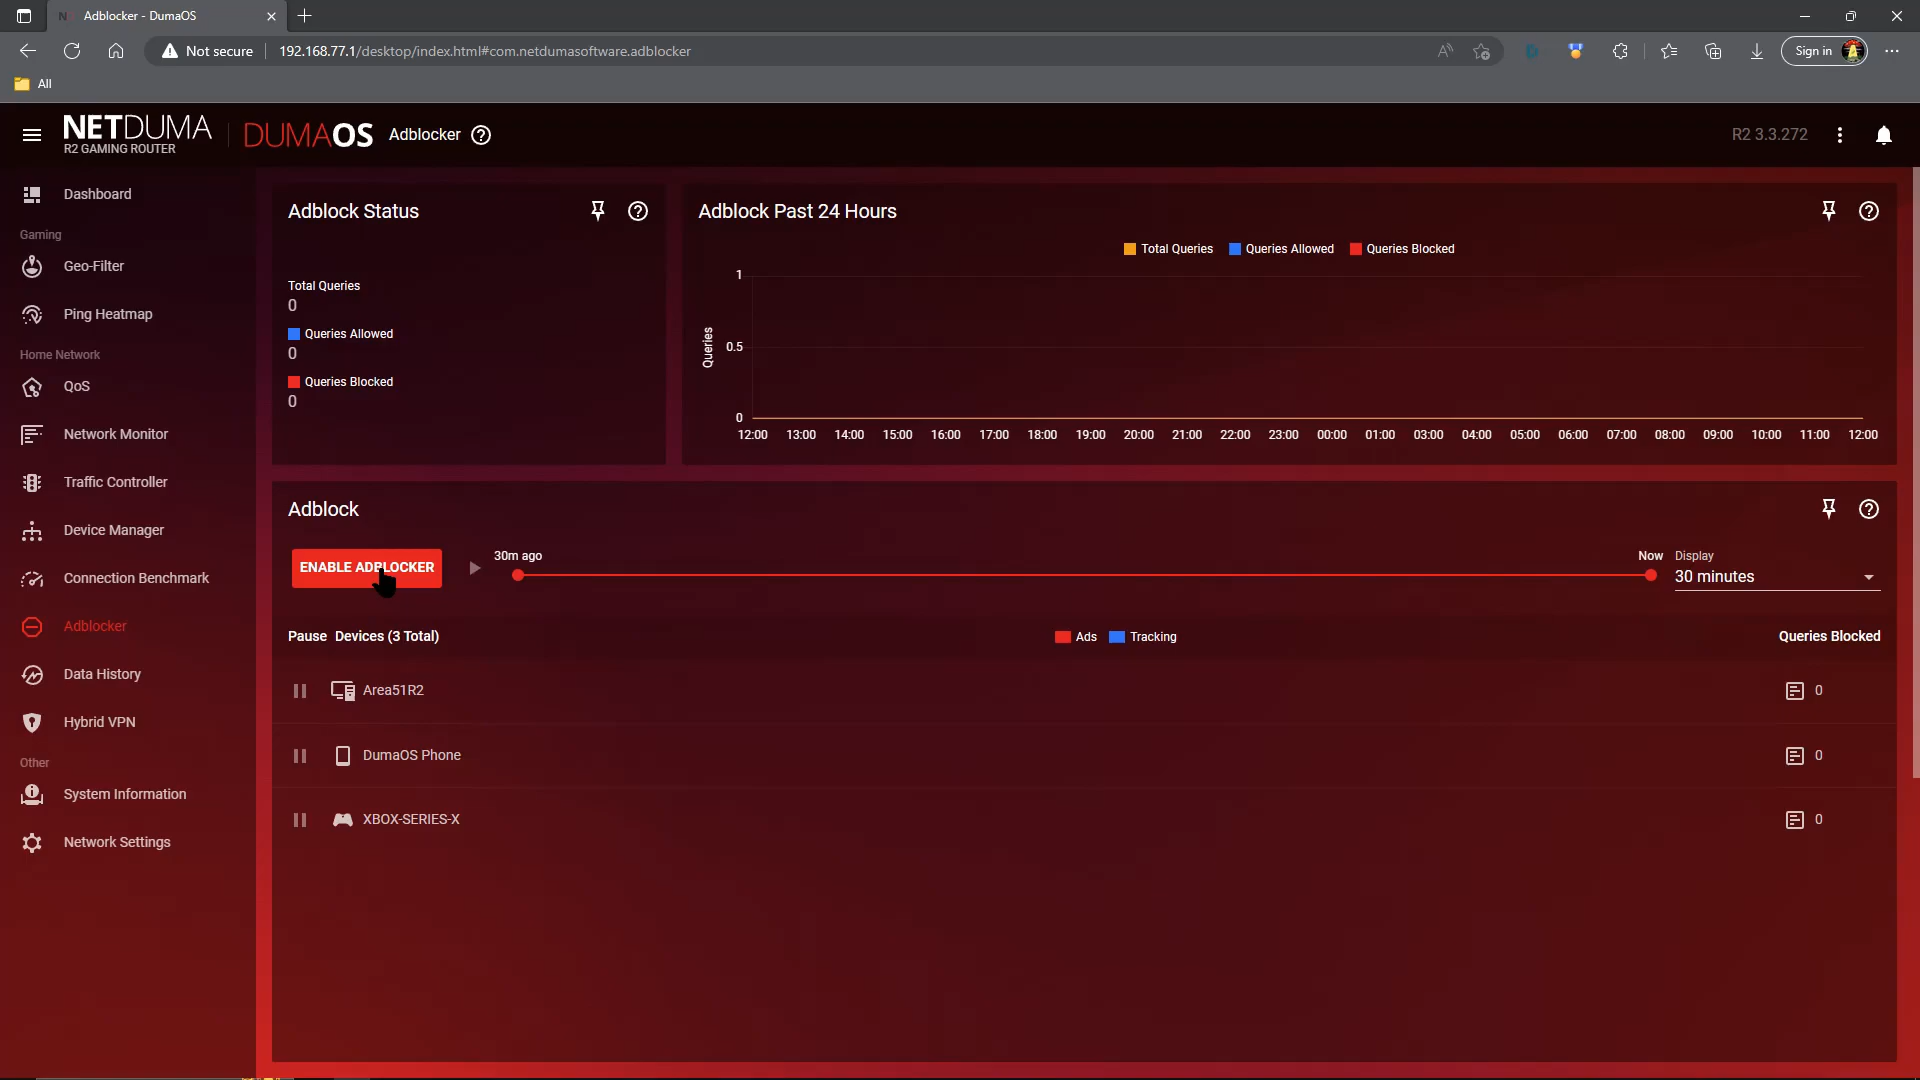 Adblocker - DumaOS
Not secure
192.168.77.1/desktop/index.html#com.netdumasoftware.adblocker
Sign in
All
NETDUMA
R2 GAMING ROUTER
DUMAOS
Adblocker
R2 3.3.272
Dashboard
Gaming
Geo-Filter
Ping Heatmap
Home Network
QoS
Network Monitor
Traffic Controller
Device Manager
Connection Benchmark
Adblocker
Data History
Hybrid VPN
Other
System Information
Network Settings
Adblock Status
Total Queries
0
Queries Allowed
0
Queries Blocked
0
Adblock Past 24 Hours
Total Queries Queries Allowed Queries Blocked
Queries
1
0.5
0
12:00 13:00 14:00 15:00 16:00 17:00 18:00 19:00 20:00 21:00 22:00 23:00 00:00 01:00 03:00 04:00 05:00 06:00 07:00 08:00 09:00 10:00 11:00 12:00
Adblock
ENABLE ADBLOCKER
30m ago
Now
Display
30 minutes
Pause Devices (3 Total)
Ads Tracking
Queries Blocked
Area51R2 0
DumaOS Phone 0
XBOX-SERIES-X 0